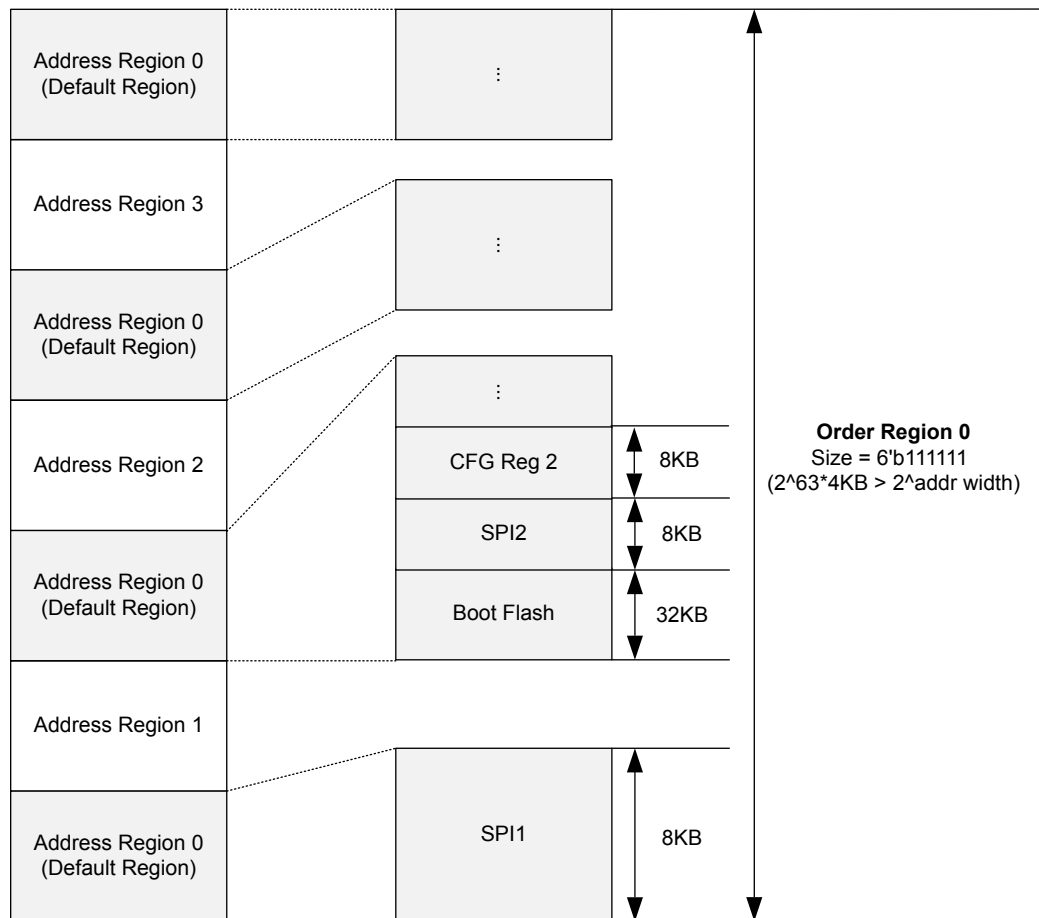 Address Region 0
(Default Region)
Address Region 3
Address Region 0
(Default Region)
Address Region 2
Address Region 0
(Default Region)
Address Region 1
Address Region 0
(Default Region)
⋮
⋮
⋮
CFG Reg 2
8KB
SPI2
8KB
Boot Flash
32KB
SPI1
8KB
Order Region 0
Size = 6'b111111
(2^63*4KB > 2^addr width)